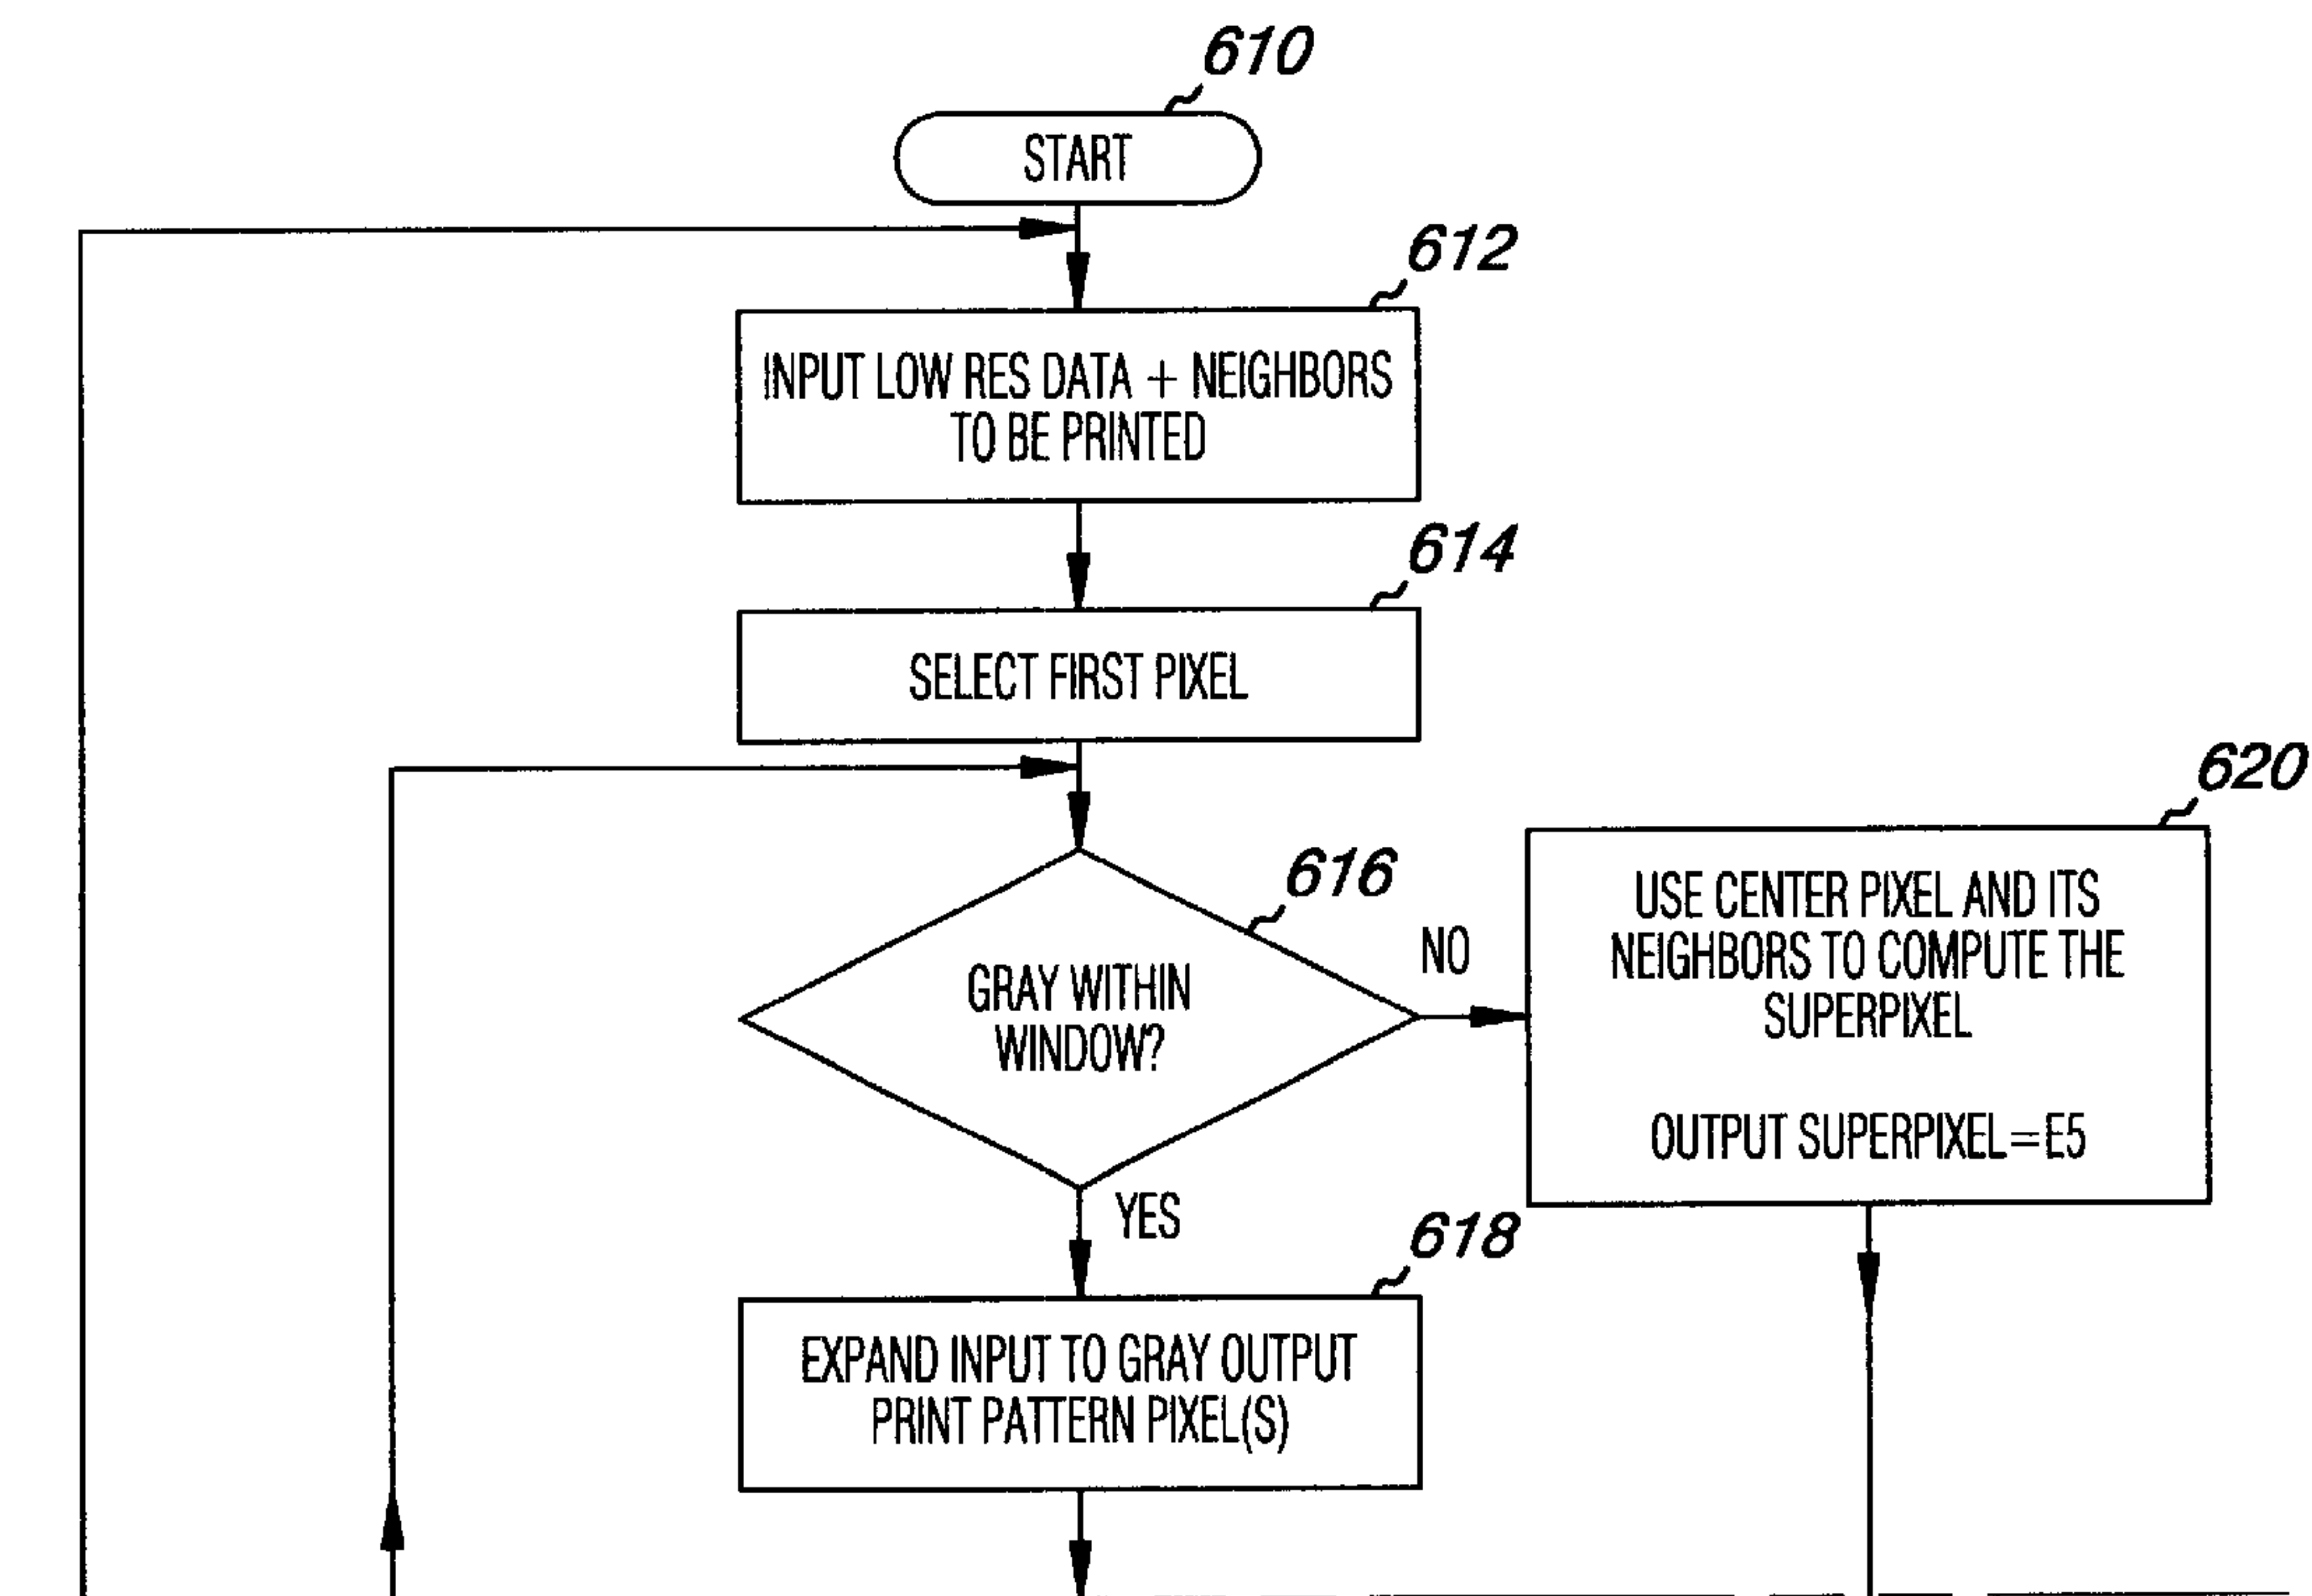 610
START
612
INPUT LOW RES DATA + NEIGHBORS
TO BE PRINTED
614
SELECT FIRST PIXEL
616
GRAY WITHIN
WINDOW?
NO
620
USE CENTER PIXEL AND ITS
NEIGHBORS TO COMPUTE THE
SUPERPIXEL
OUTPUT SUPERPIXEL=E5
YES
618
EXPAND INPUT TO GRAY OUTPUT
PRINT PATTERN PIXEL(S)